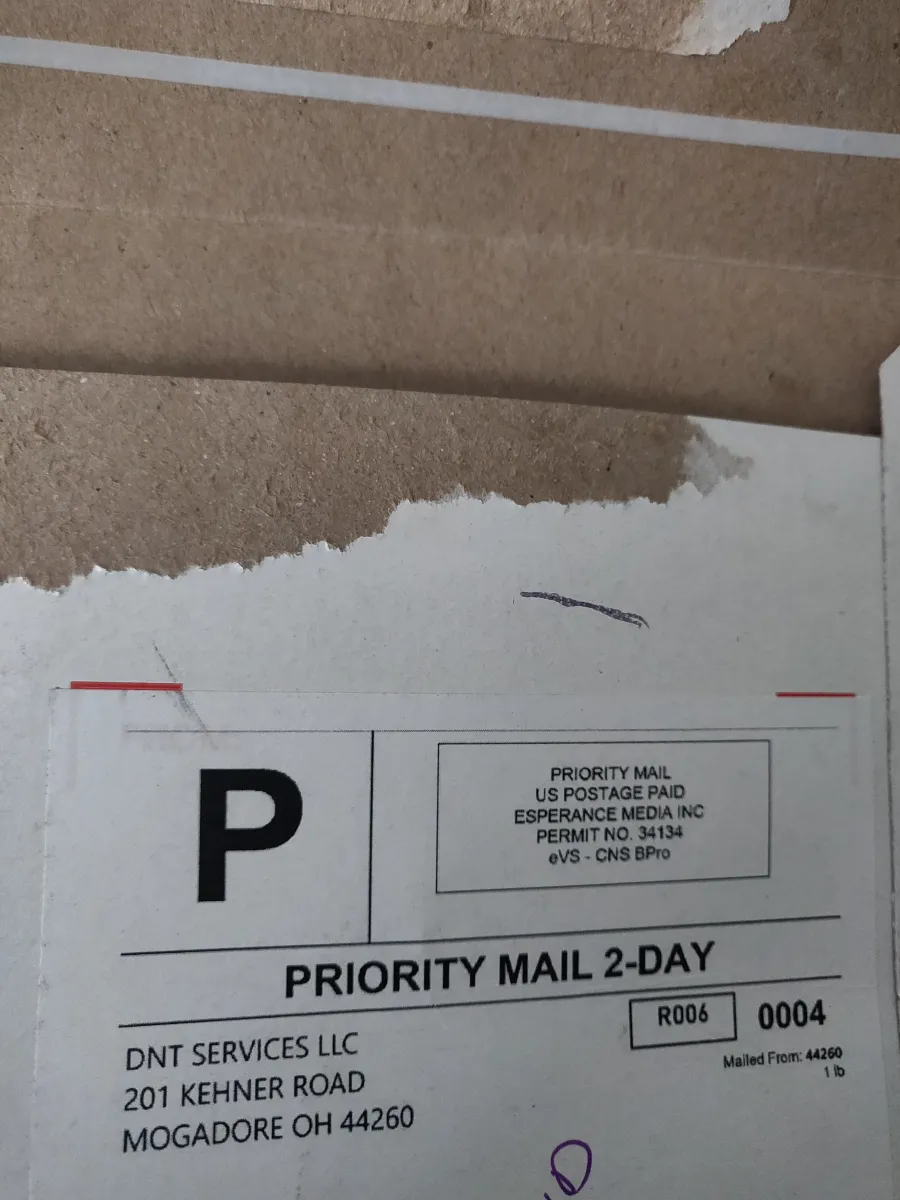 P
PRIORITY MAIL
US POSTAGE PAID
ESPERANCE MEDIA INC
PERMIT NO. 34134
eVS - CNS BPro
PRIORITY MAIL 2-DAY
R006 0004
Mailed From: 44260
1 lb
DNT SERVICES LLC
201 KEHNER ROAD
MOGADORE OH 44260